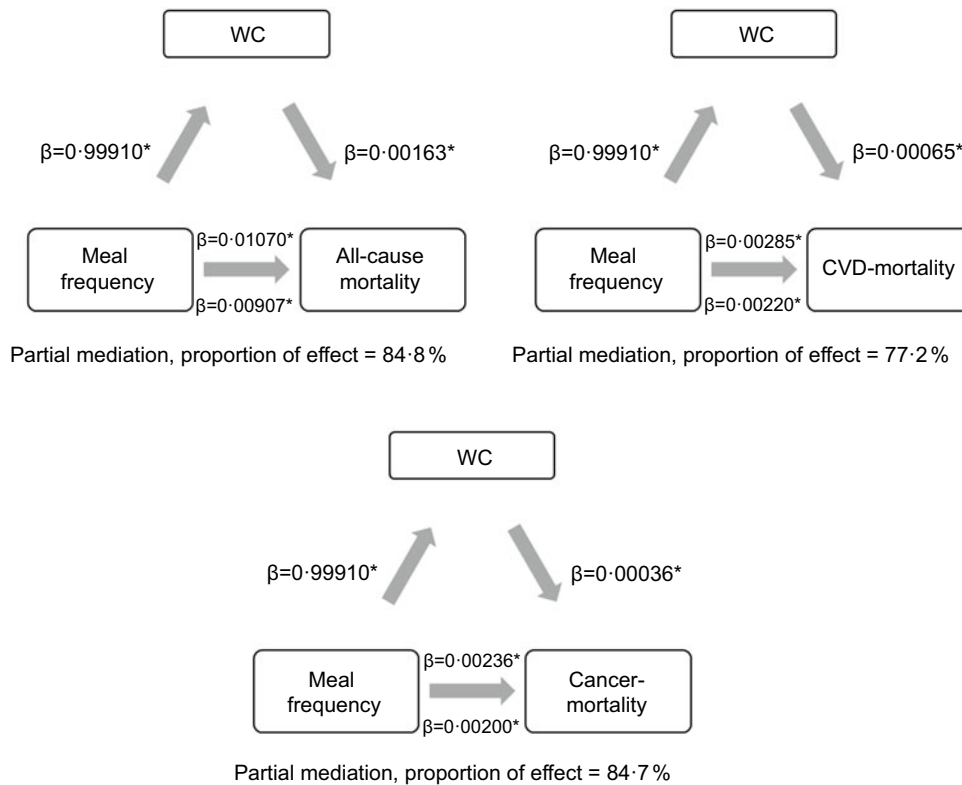 WC
β=0·99910*
β=0·00163*
Meal
frequency
β=0·01070*
β=0·00907*
All-cause
mortality
Partial mediation, proportion of effect = 84·8 %
WC
β=0·99910*
β=0·00065*
Meal
frequency
β=0·00285*
β=0·00220*
CVD-mortality
Partial mediation, proportion of effect = 77·2 %
WC
β=0·99910*
β=0·00036*
Meal
frequency
β=0·00236*
β=0·00200*
Cancer-
mortality
Partial mediation, proportion of effect = 84·7 %